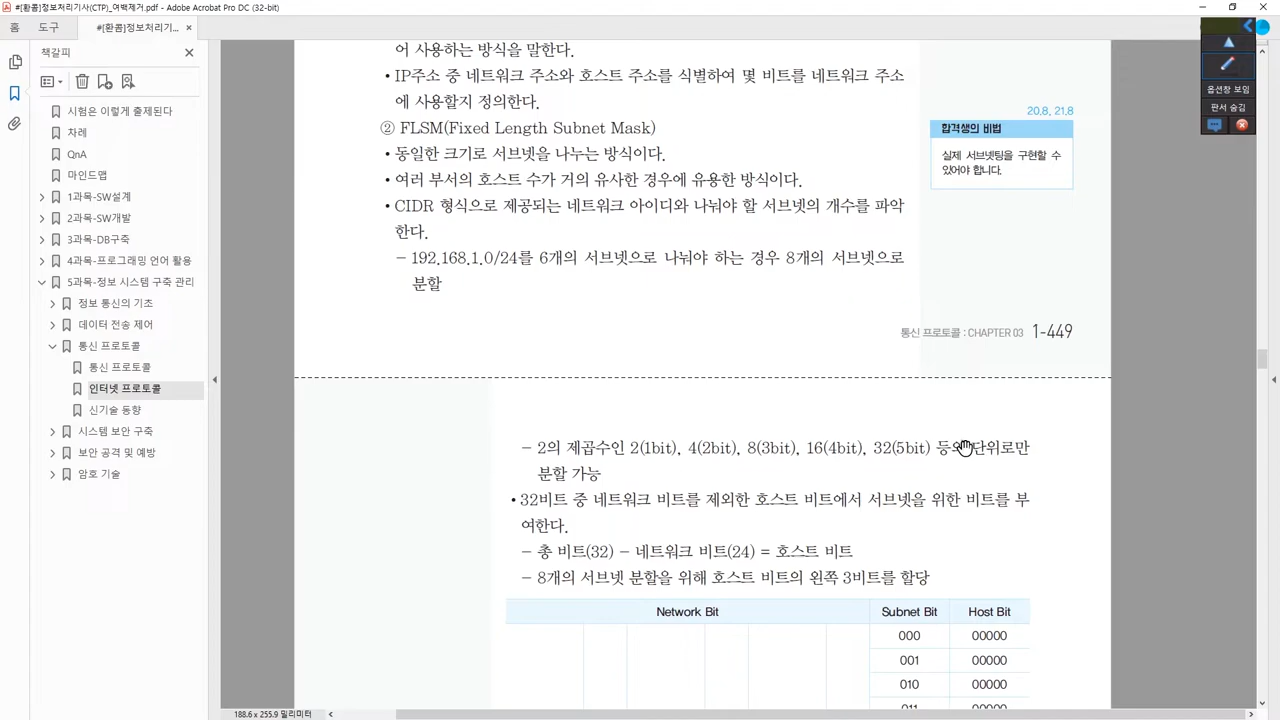 #[황콤]정보처리기사(CTP)_여백제거.pdf - Adobe Acrobat Pro DC (32-bit)
홈
도구
#[황콤]정보처리기...
×
책갈피
시험은 이렇게 출제된다
차례
QnA
마인드맵
1과목-SW설계
2과목-SW개발
3과목-DB구축
4과목-프로그래밍 언어 활용
5과목-정보 시스템 구축 관리
정보 통신의 기초
데이터 전송 제어
통신 프로토콜
통신 프로토콜
인터넷 프로토콜
신기술 동향
시스템 보안 구축
보안 공격 및 예방
암호 기술
어 사용하는 방식을 말한다.
• IP주소 중 네트워크 주소와 호스트 주소를 식별하여 몇 비트를 네트워크 주소
에 사용할지 정의한다.
② FLSM(Fixed Length Subnet Mask)
• 동일한 크기로 서브넷을 나누는 방식이다.
• 여러 부서의 호스트 수가 거의 유사한 경우에 유용한 방식이다.
• CIDR 형식으로 제공되는 네트워크 아이디와 나눠야 할 서브넷의 개수를 파악
한다.
- 192.168.1.0/24를 6개의 서브넷으로 나눠야 하는 경우 8개의 서브넷으로
분할
20.8, 21.8
합격생의 비법
실제 서브넷팅을 구현할 수
있어야 합니다.
통신 프로토콜 : CHAPTER 03 1-449
- 2의 제곱수인 2(1bit), 4(2bit), 8(3bit), 16(4bit), 32(5bit) 등의 단위로만
분할 가능
• 32비트 중 네트워크 비트를 제외한 호스트 비트에서 서브넷을 위한 비트를 부
여한다.
- 총 비트(32) - 네트워크 비트(24) = 호스트 비트
- 8개의 서브넷 분할을 위해 호스트 비트의 왼쪽 3비트를 할당
Network Bit Subnet Bit Host Bit
000 00000
001 00000
010 00000
011 00000
옵션창 보임
판서 숨김
188.6 x 255.9 밀리미터